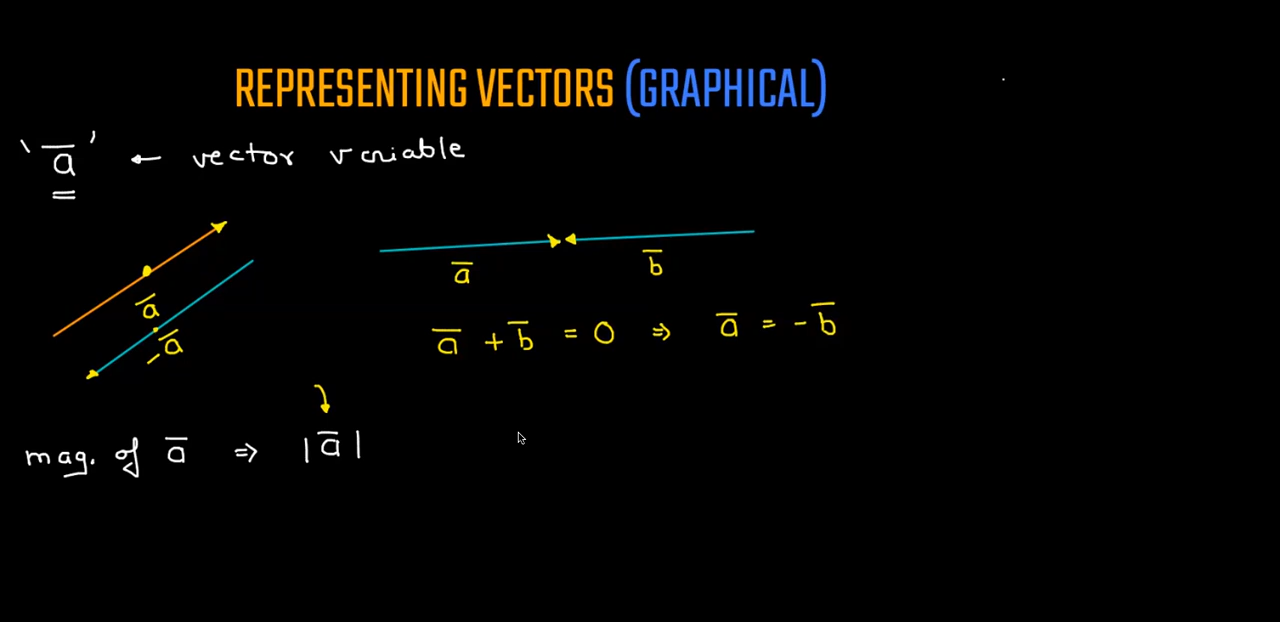 REPRESENTING VECTORS (GRAPHICAL)
'a̅' ← vector variable
a̅
-a̅
a̅ b̅
a̅ + b̅ = 0 ⇒ a̅ = -b̅
mag. of a̅ ⇒ |a̅|